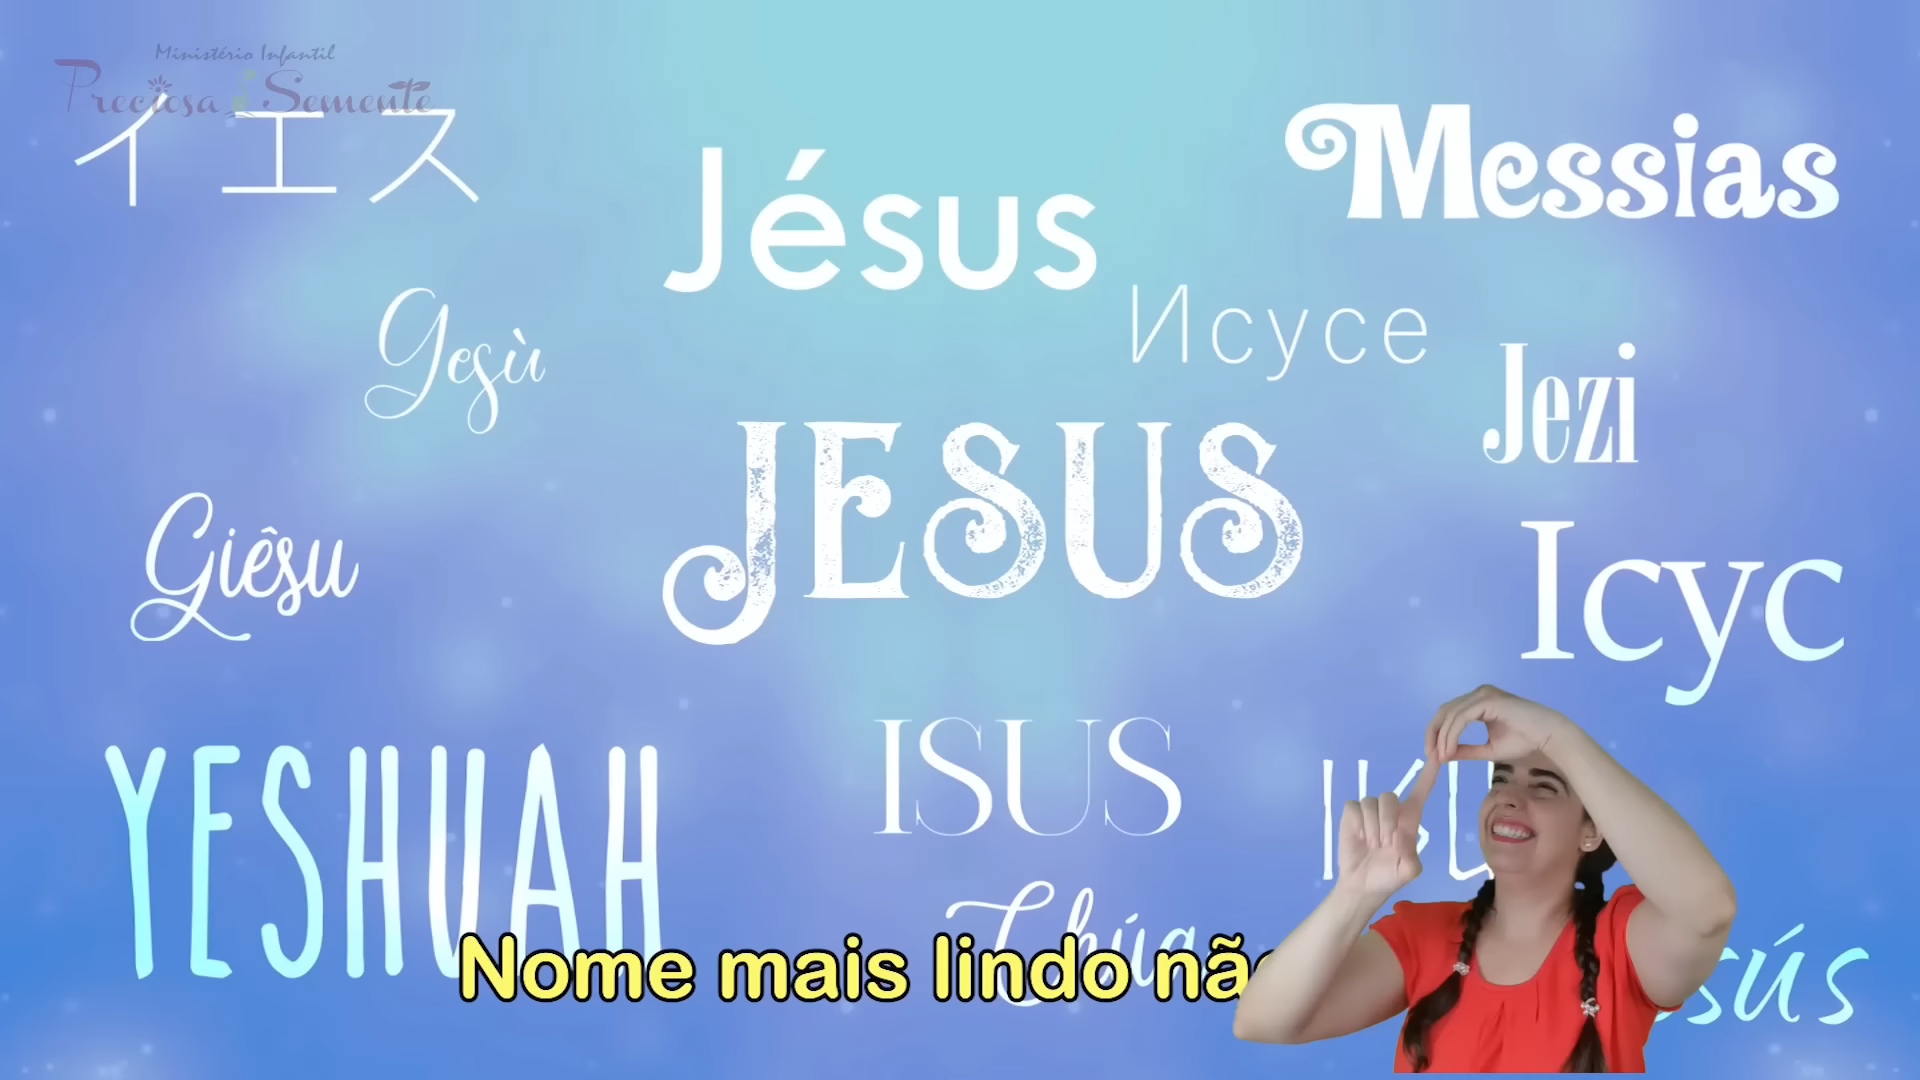 Ministério Infantil
Preciosa Semente
イエス
Jésus
Messias
Gesù
Исусе
Jezi
JESUS
Giêsu
Icyc
YESHUAH
ISUS
Chúa
Nome mais lindo